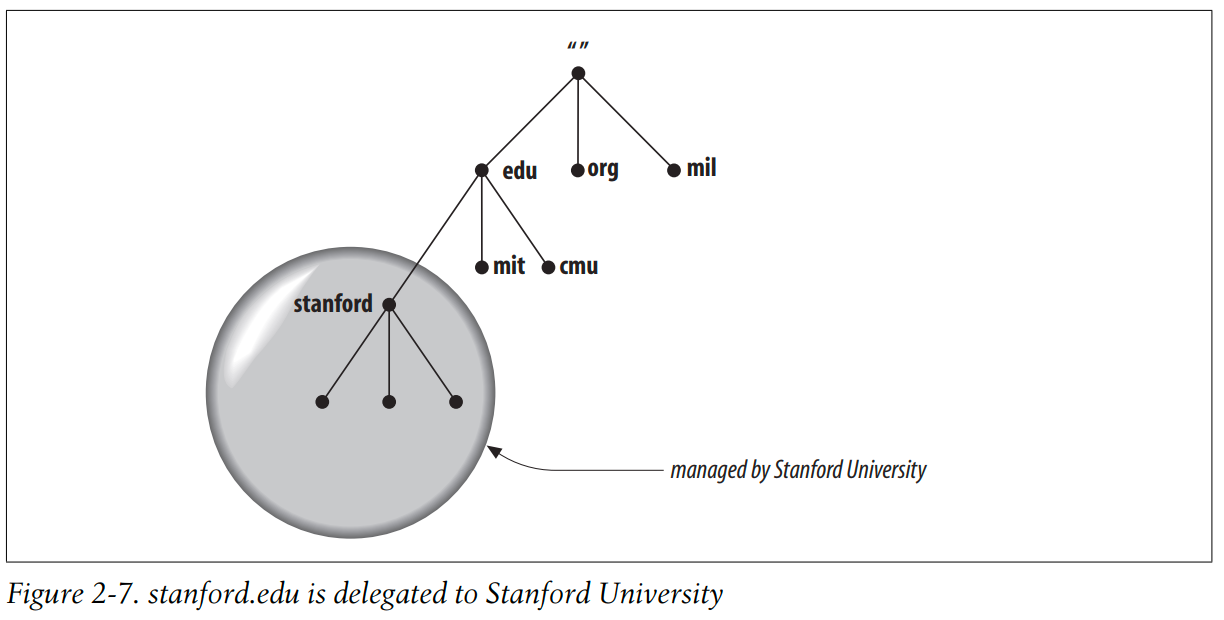 “ ”
edu org mil
mit cmu
stanford
managed by Stanford University
Figure 2-7. stanford.edu is delegated to Stanford University